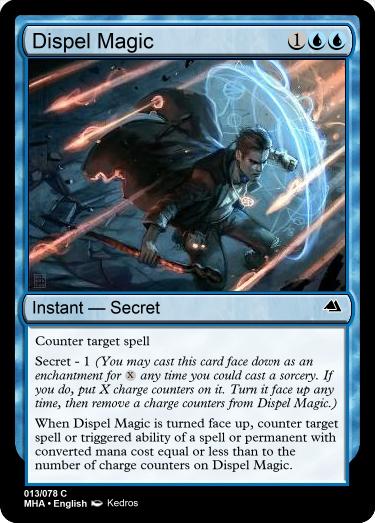 Dispel Magic 1
Instant — Secret
Counter target spell
Secret - 1 (You may cast this card face down as an
enchantment for X any time you could cast a sorcery. If
you do, put X charge counters on it. Turn it face up any
time, then remove a charge counters from Dispel Magic.)
When Dispel Magic is turned face up, counter target
spell or triggered ability of a spell or permanent with
converted mana cost equal or less than to the
number of charge counters on Dispel Magic.
013/078 C
MHA • English Kedros